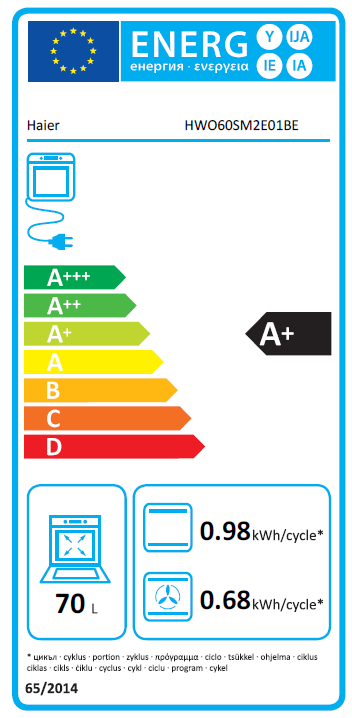 ENERG Y IJA
енергия · ενεργεια IE IA
Haier HWO60SM2E01BE
A+++
A++
A+
A+
A
B
C
D
0.98 kWh/cycle*
70 L
0.68 kWh/cycle*
* цикъл · cyklus · portion · zyklus · πρόγραμμα · ciclo · tsükkel · ohjelma · ciklus
ciklas · cikls · ċiklu · cyclus · cykl · ciclu · program · cykel
65/2014